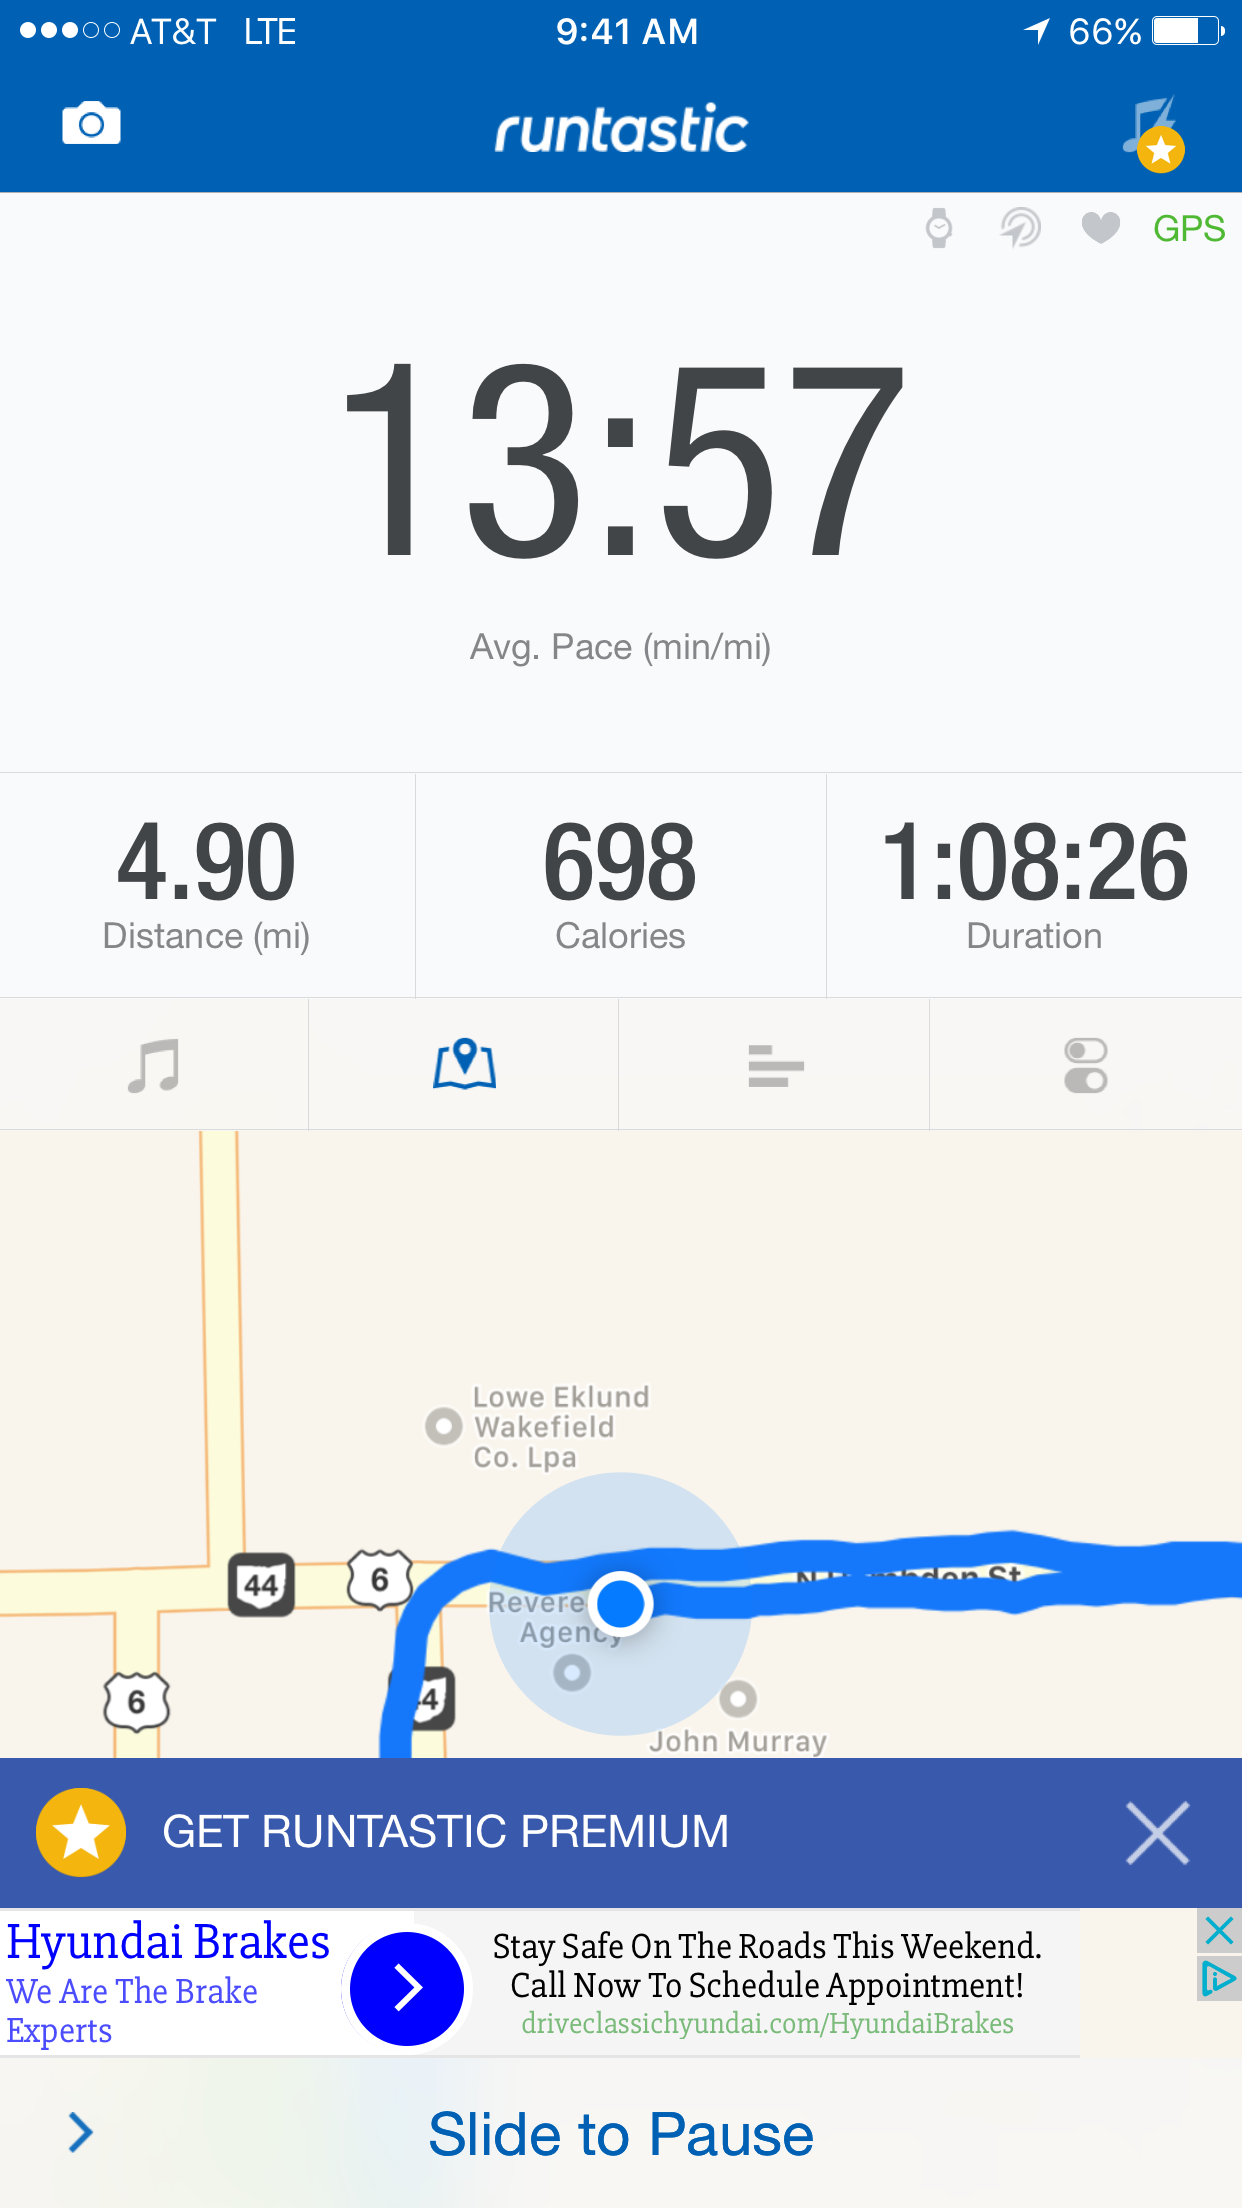 AT&T LTE 9:41 AM 66%
runtastic
GPS
13:57
Avg. Pace (min/mi)
4.90 698 1:08:26
Distance (mi) Calories Duration
Lowe Eklund
Wakefield
Co. Lpa
44 6
N St
Revere
Agency
6
4
John Murray
GET RUNTASTIC PREMIUM
Hyundai Brakes
We Are The Brake
Experts
Stay Safe On The Roads This Weekend.
Call Now To Schedule Appointment!
driveclassichyundai.com/HyundaiBrakes
Slide to Pause